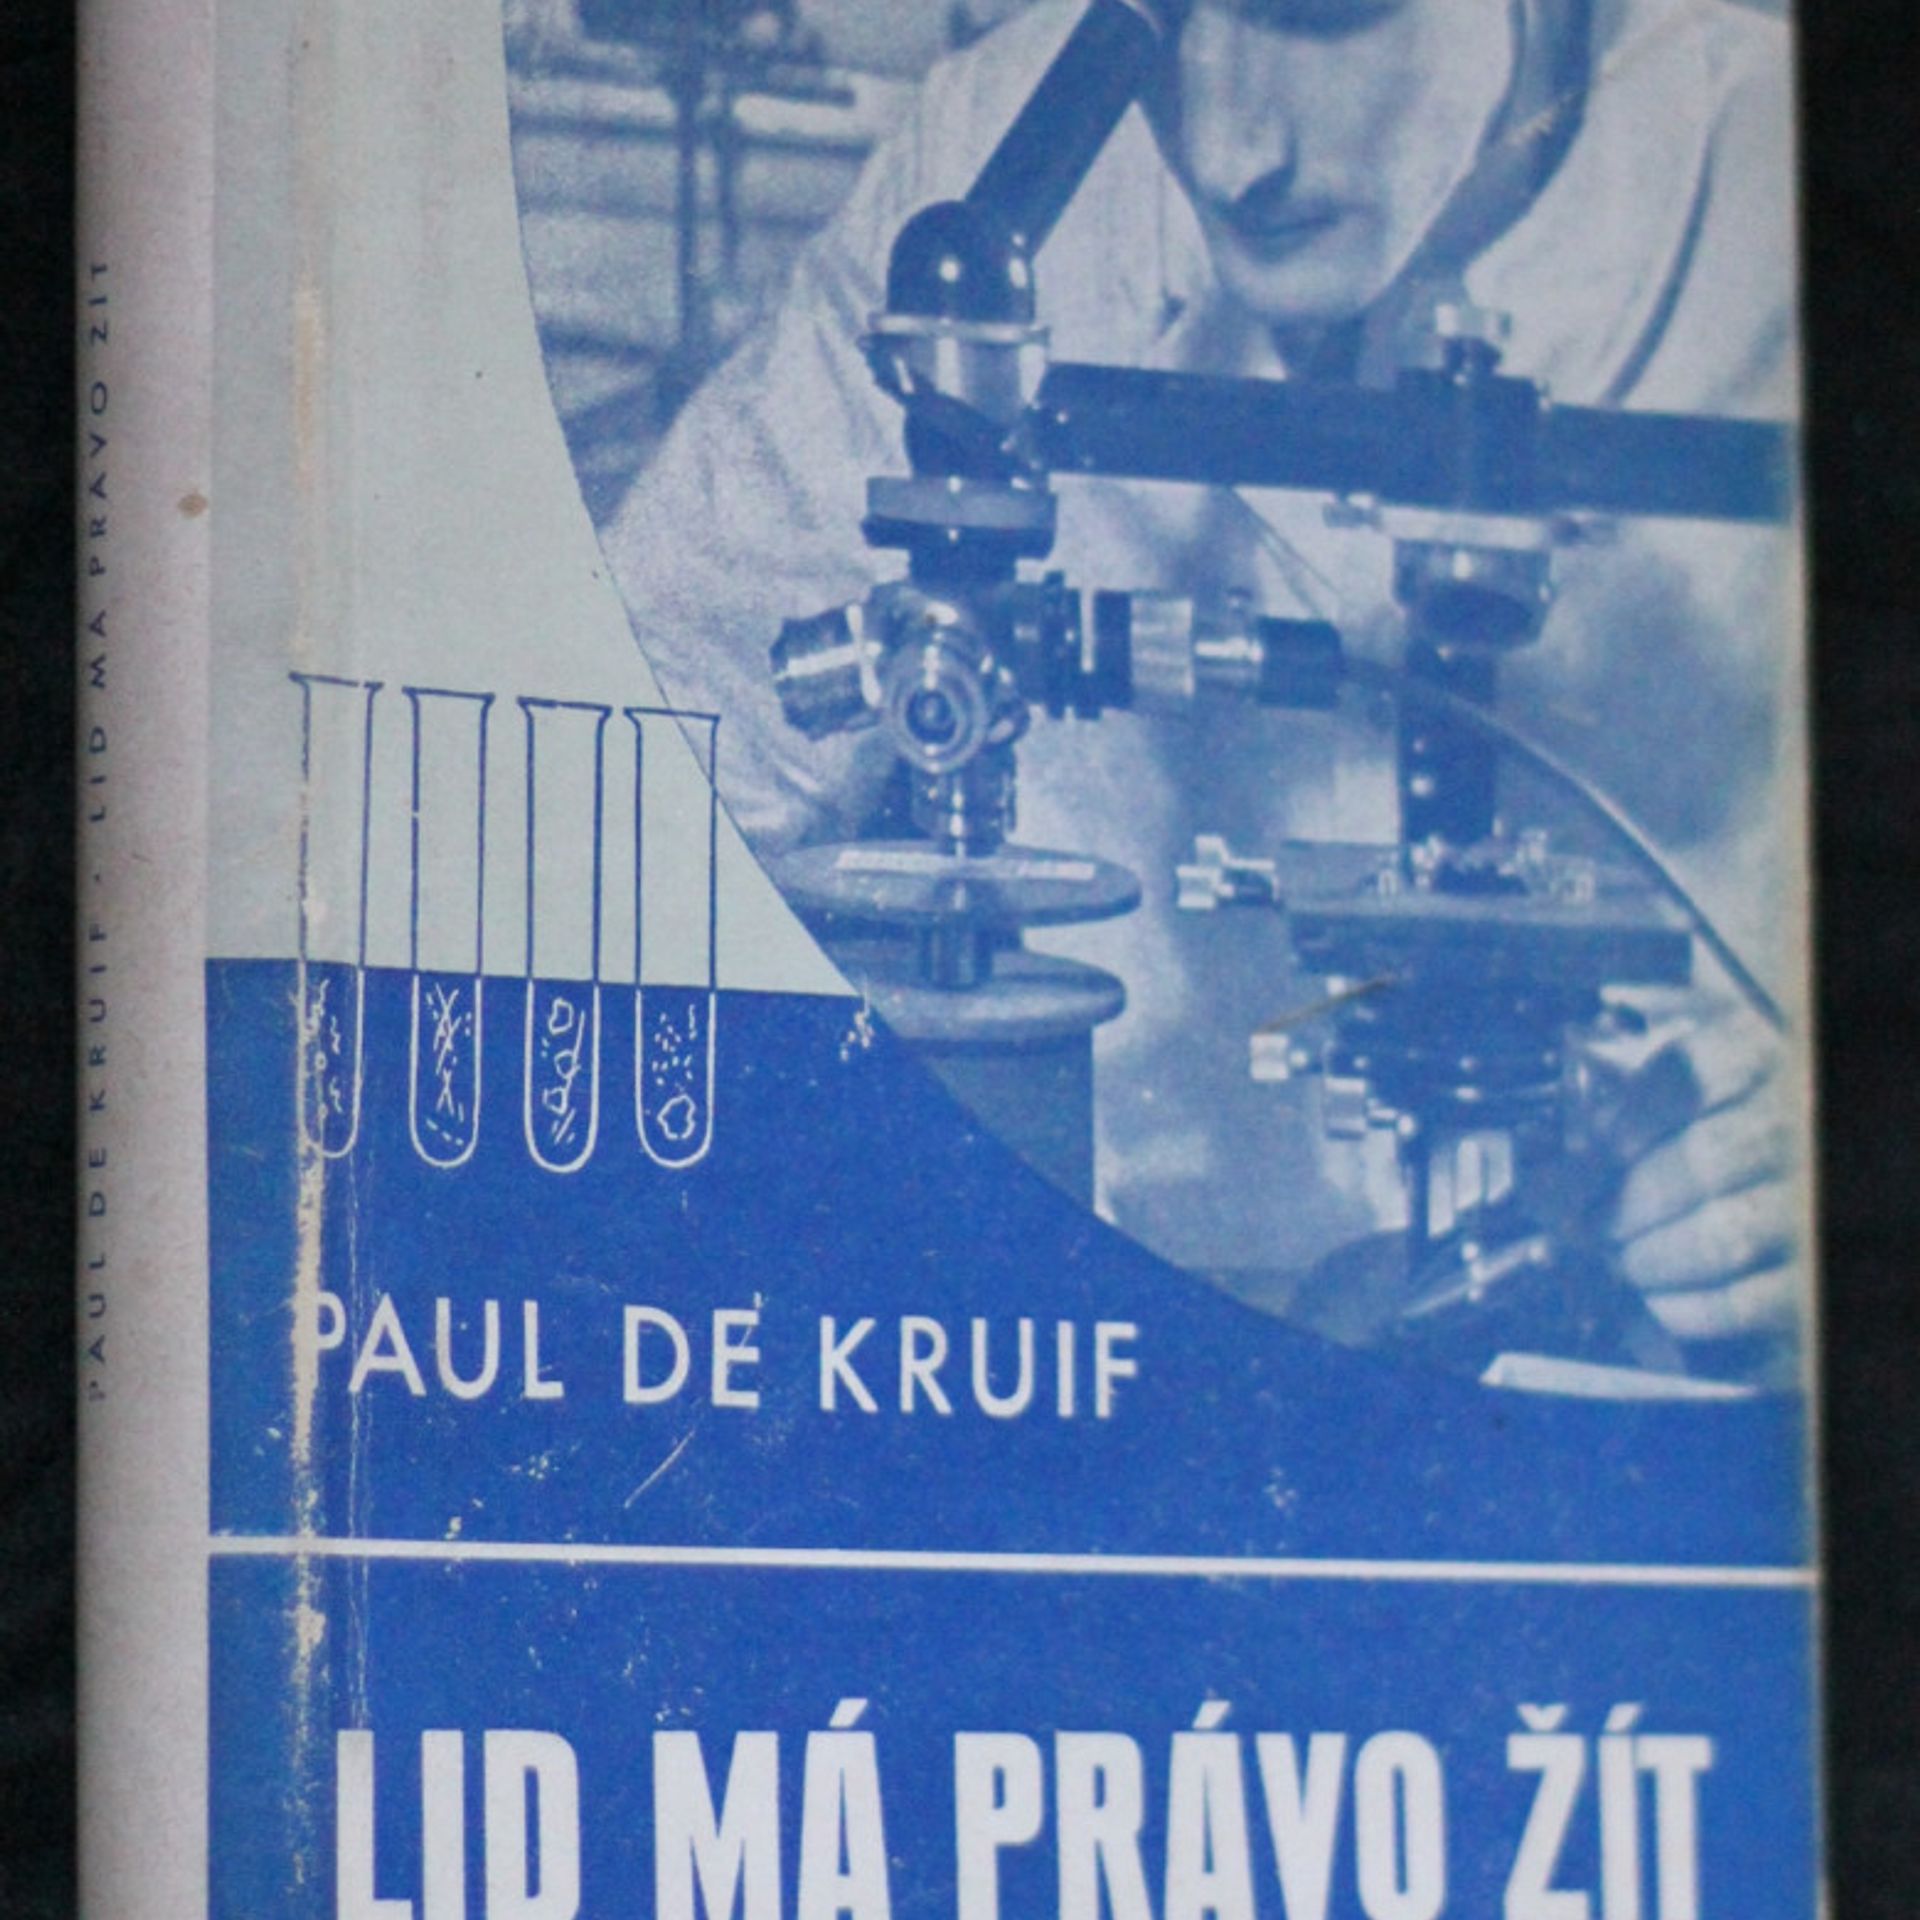 PAUL DE KRUIF · LID MÁ PRÁVO ŽÍT
PAUL DE KRUIF
LID MÁ PRÁVO ŽÍT